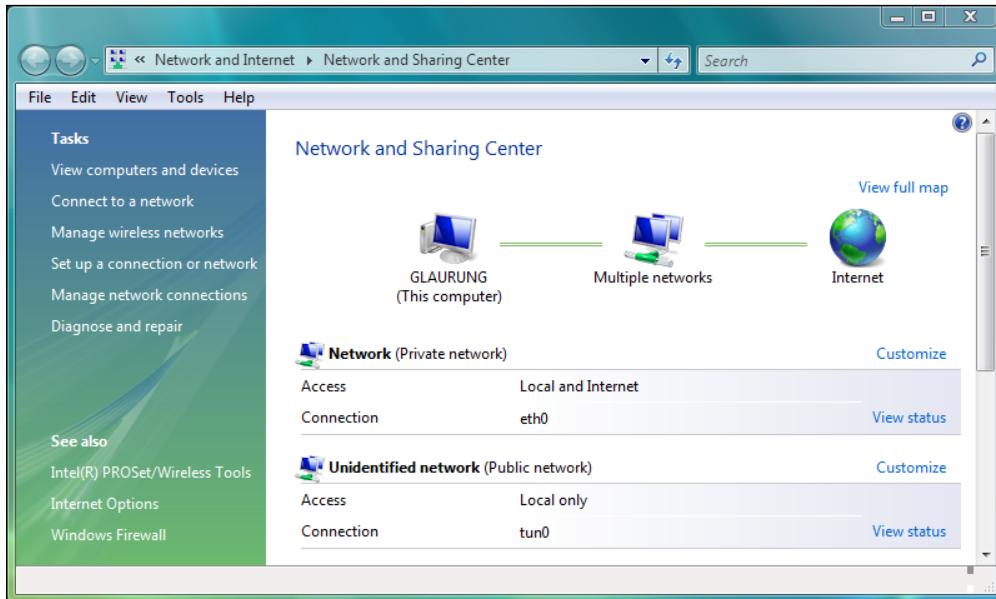 « Network and Internet ▸ Network and Sharing Center
Search
File Edit View Tools Help
Tasks
View computers and devices
Connect to a network
Manage wireless networks
Set up a connection or network
Manage network connections
Diagnose and repair
See also
Intel(R) PROSet/Wireless Tools
Internet Options
Windows Firewall
Network and Sharing Center
View full map
GLAURUNG
(This computer)
Multiple networks
Internet
Network (Private network)
Customize
Access Local and Internet
Connection eth0 View status
Unidentified network (Public network)
Customize
Access Local only
Connection tun0 View status